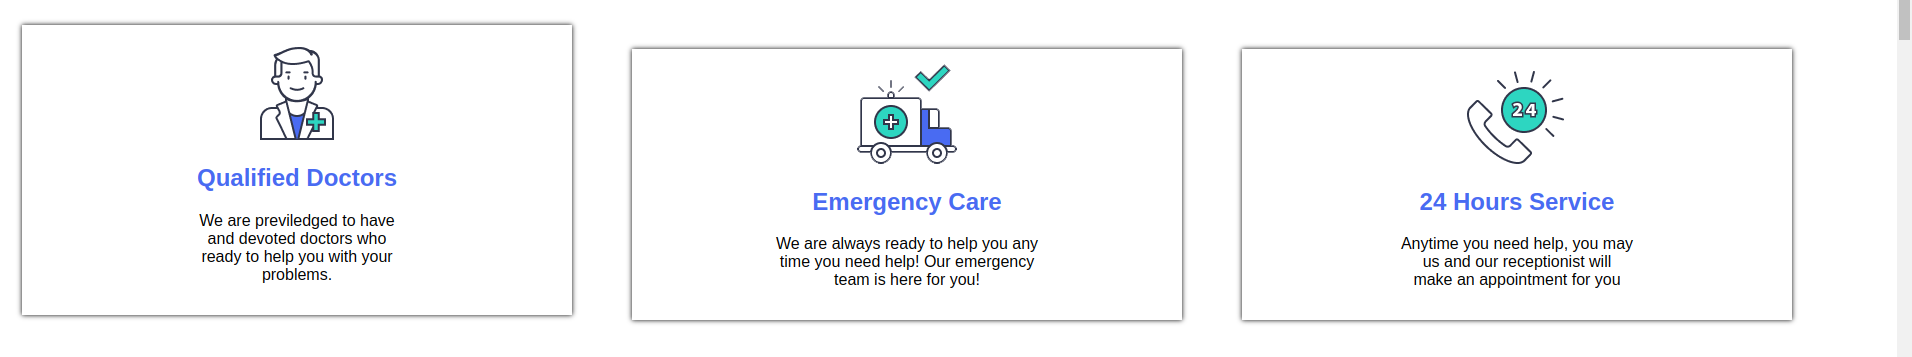 Qualified Doctors
We are previledged to have
and devoted doctors who
ready to help you with your
problems.
Emergency Care
We are always ready to help you any
time you need help! Our emergency
team is here for you!
24
24 Hours Service
Anytime you need help, you may
us and our receptionist will
make an appointment for you